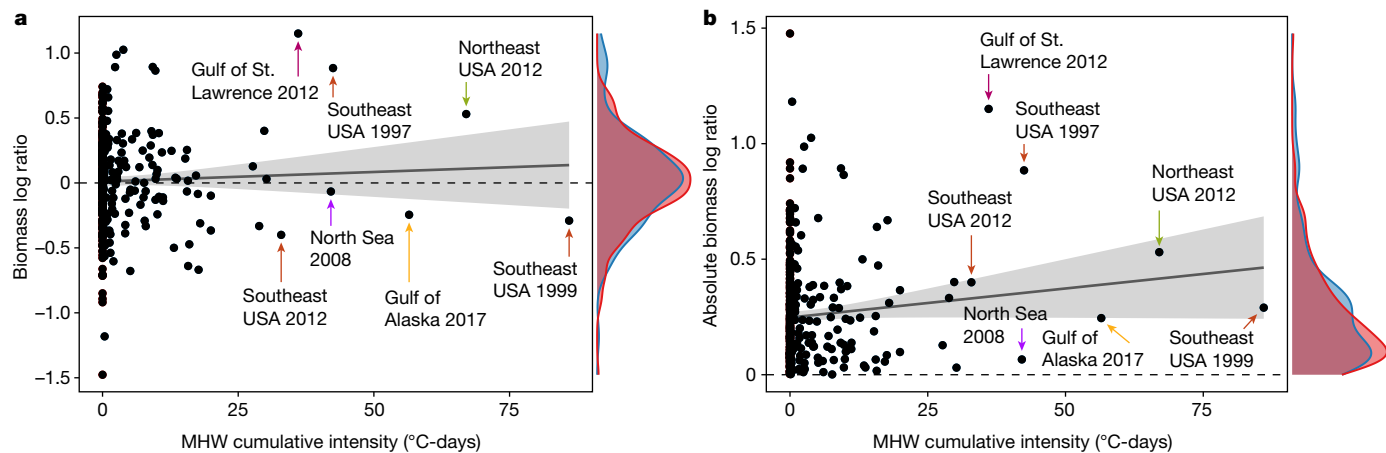 a
Biomass log ratio
1.0
0.5
0
−0.5
−1.0
−1.5
Gulf of St.
Lawrence 2012
Southeast
USA 1997
Northeast
USA 2012
Southeast
USA 2012
North Sea
2008
Gulf of
Alaska 2017
Southeast
USA 1999
0
25
50
75
MHW cumulative intensity (°C-days)
b
Absolute biomass log ratio
1.5
1.0
0.5
0
Gulf of St.
Lawrence 2012
Southeast
USA 1997
Southeast
USA 2012
Northeast
USA 2012
North Sea
2008
Gulf of
Alaska 2017
Southeast
USA 1999
0
25
50
75
MHW cumulative intensity (°C-days)